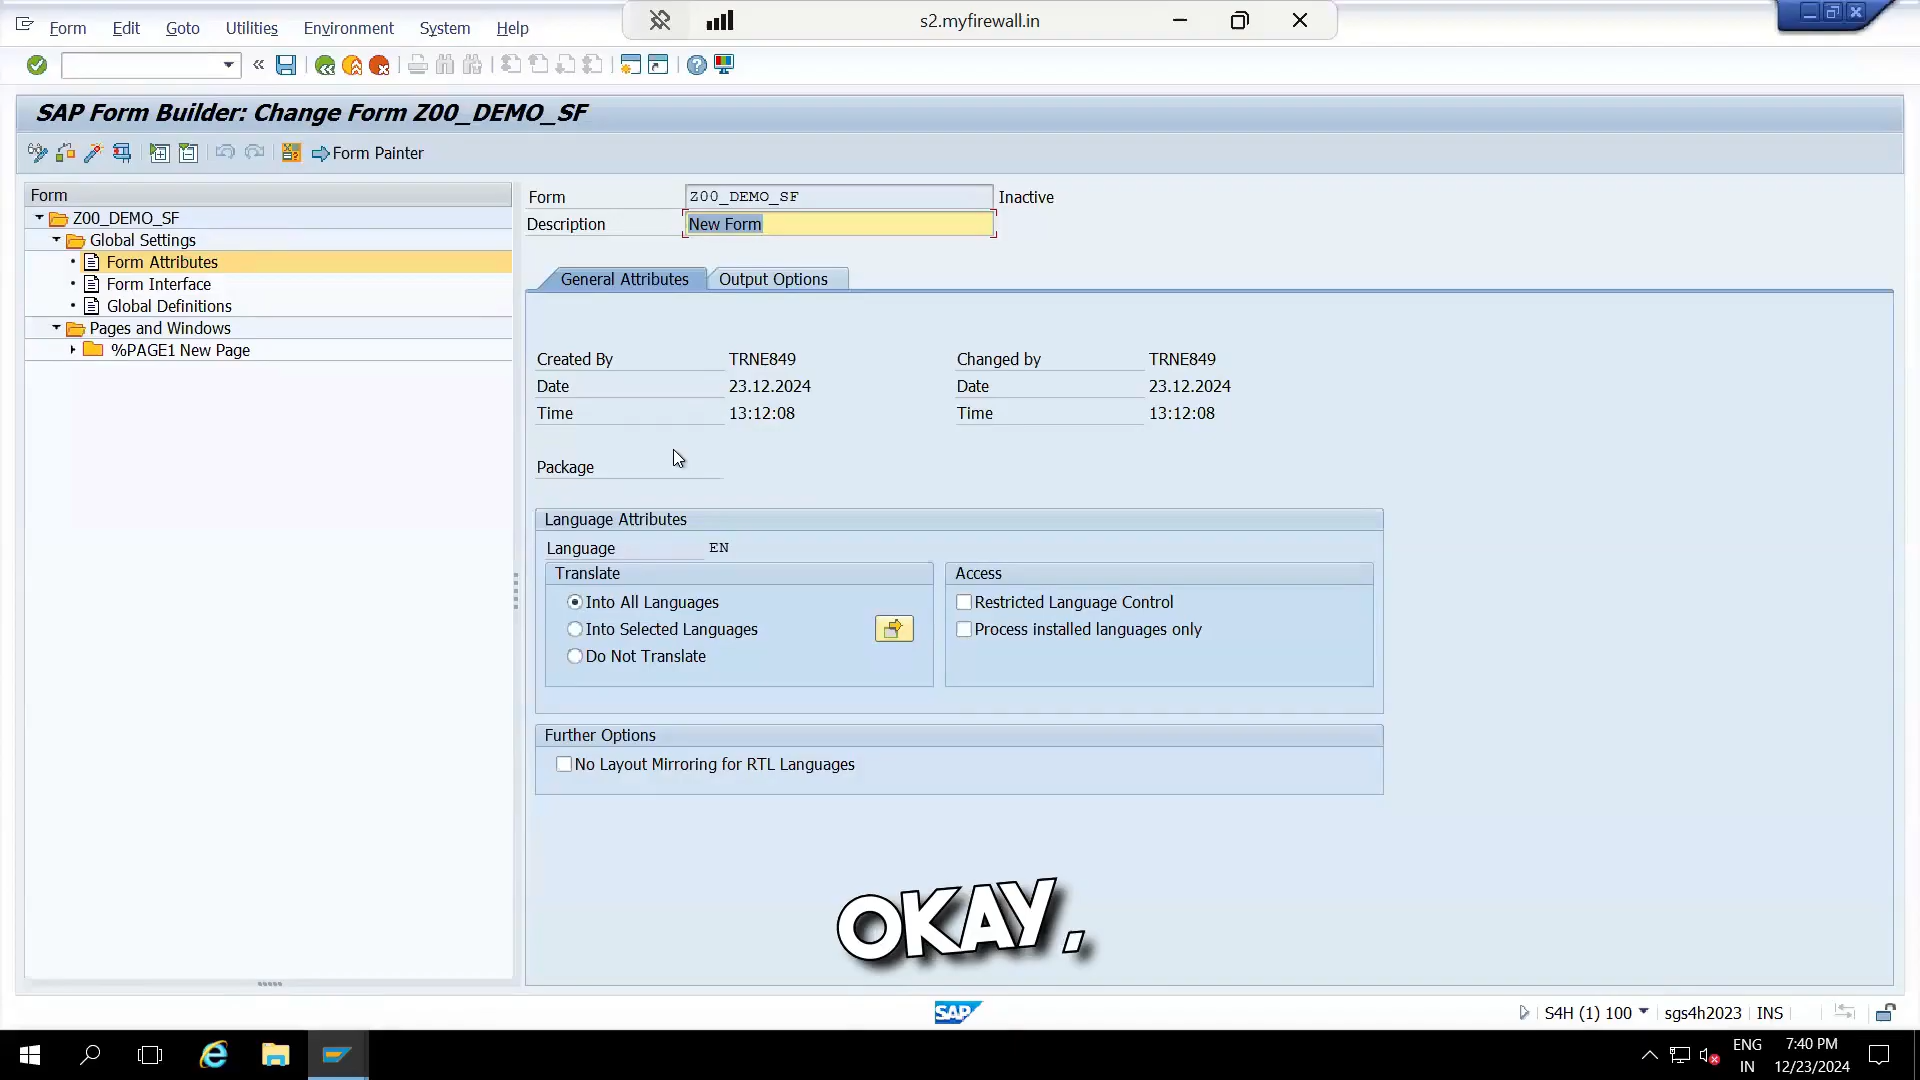 Form Edit Goto Utilities Environment System Help
s2.myfirewall.in
SAP Form Builder: Change Form Z00_DEMO_SF
Form Painter
Form
Z00_DEMO_SF
Global Settings
Form Attributes
Form Interface
Global Definitions
Pages and Windows
%PAGE1 New Page
Form Z00_DEMO_SF Inactive
Description New Form
General Attributes Output Options
Created By TRNE849 Changed by TRNE849
Date 23.12.2024 Date 23.12.2024
Time 13:12:08 Time 13:12:08
Package
Language Attributes
Language EN
Translate Access
Into All Languages Restricted Language Control
Into Selected Languages Process installed languages only
Do Not Translate
Further Options
No Layout Mirroring for RTL Languages
OKAY,
SAP
S4H (1) 100 sgs4h2023 INS
ENG 7:40 PM
IN 12/23/2024